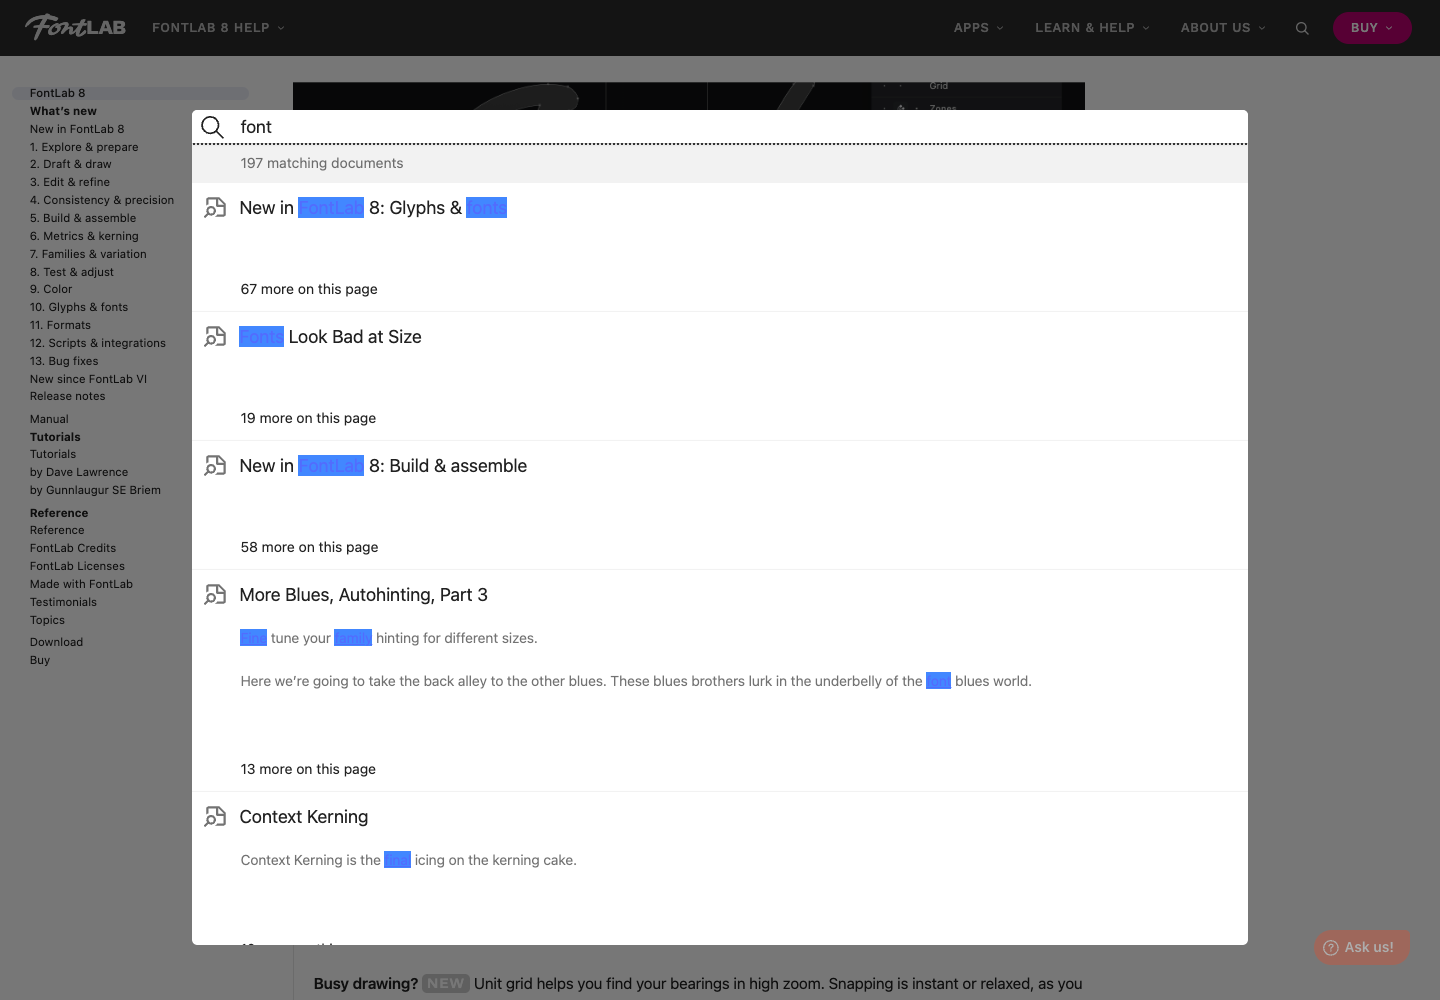 FontLAB
FONTLAB 8 HELP
APPS
LEARN & HELP
ABOUT US
BUY
FontLab 8
What's new
New in FontLab 8
1. Explore & prepare
2. Draft & draw
3. Edit & refine
4. Consistency & precision
5. Build & assemble
6. Metrics & kerning
7. Families & variation
8. Test & adjust
9. Color
10. Glyphs & fonts
11. Formats
12. Scripts & integrations
13. Bug fixes
New since FontLab VI
Release notes
Manual
Tutorials
Tutorials
by Dave Lawrence
by Gunnlaugur SE Briem
Reference
Reference
FontLab Credits
FontLab Licenses
Made with FontLab
Testimonials
Topics
Download
Buy
Grid
Zones
font
197 matching documents
New in FontLab 8: Glyphs & fonts
67 more on this page
Fonts Look Bad at Size
19 more on this page
New in FontLab 8: Build & assemble
58 more on this page
More Blues, Autohinting, Part 3
Fine tune your family hinting for different sizes.
Here we’re going to take the back alley to the other blues. These blues brothers lurk in the underbelly of the font blues world.
13 more on this page
Context Kerning
Context Kerning is the final icing on the kerning cake.
Ask us!
Busy drawing? NEW Unit grid helps you find your bearings in high zoom. Snapping is instant or relaxed, as you